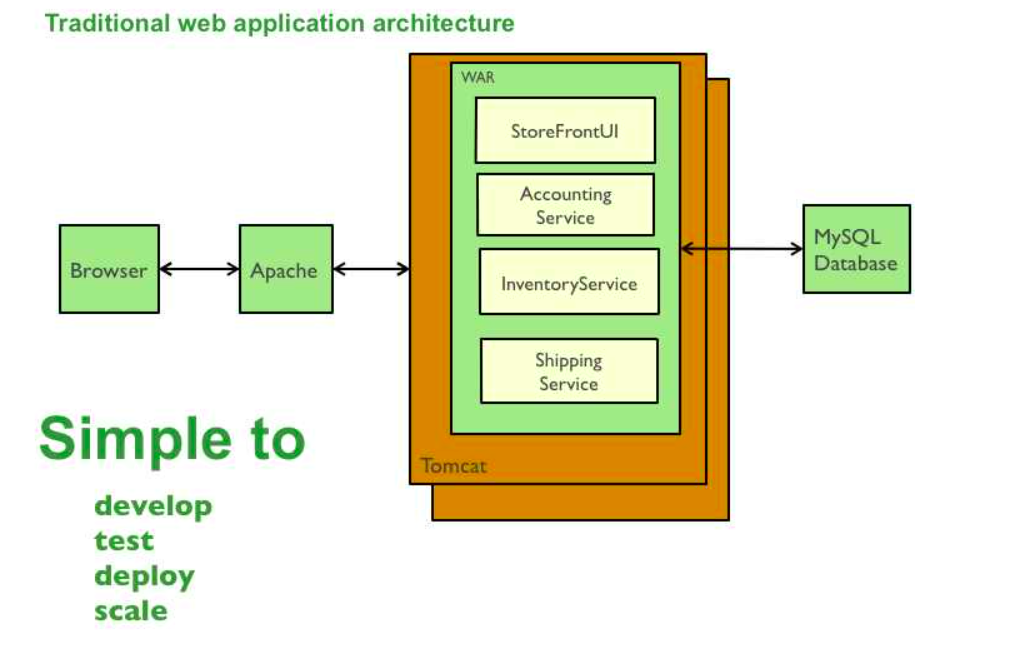 Traditional web application architecture
WAR
StoreFrontUI
Accounting
Service
InventoryService
Shipping
Service
Browser
Apache
MySQL
Database
Tomcat
Simple to
develop
test
deploy
scale